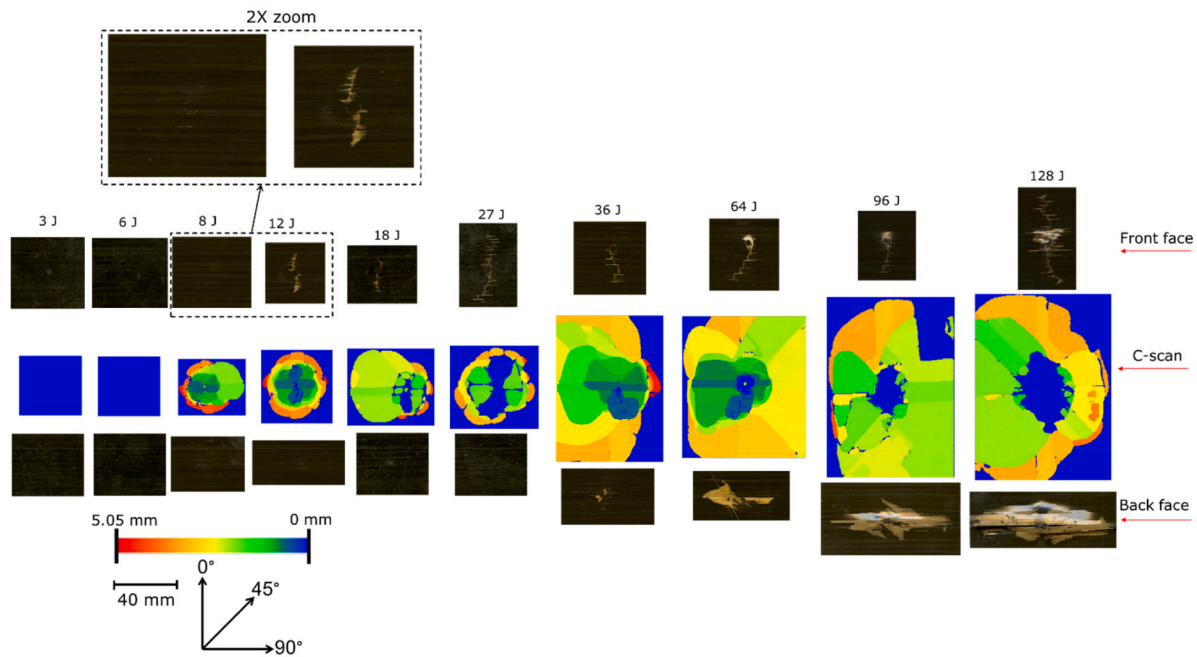 2X zoom
3 J
6 J
8 J
12 J
18 J
27 J
36 J
64 J
96 J
128 J
Front face
C-scan
Back face
5.05 mm
0 mm
40 mm
0°
45°
90°